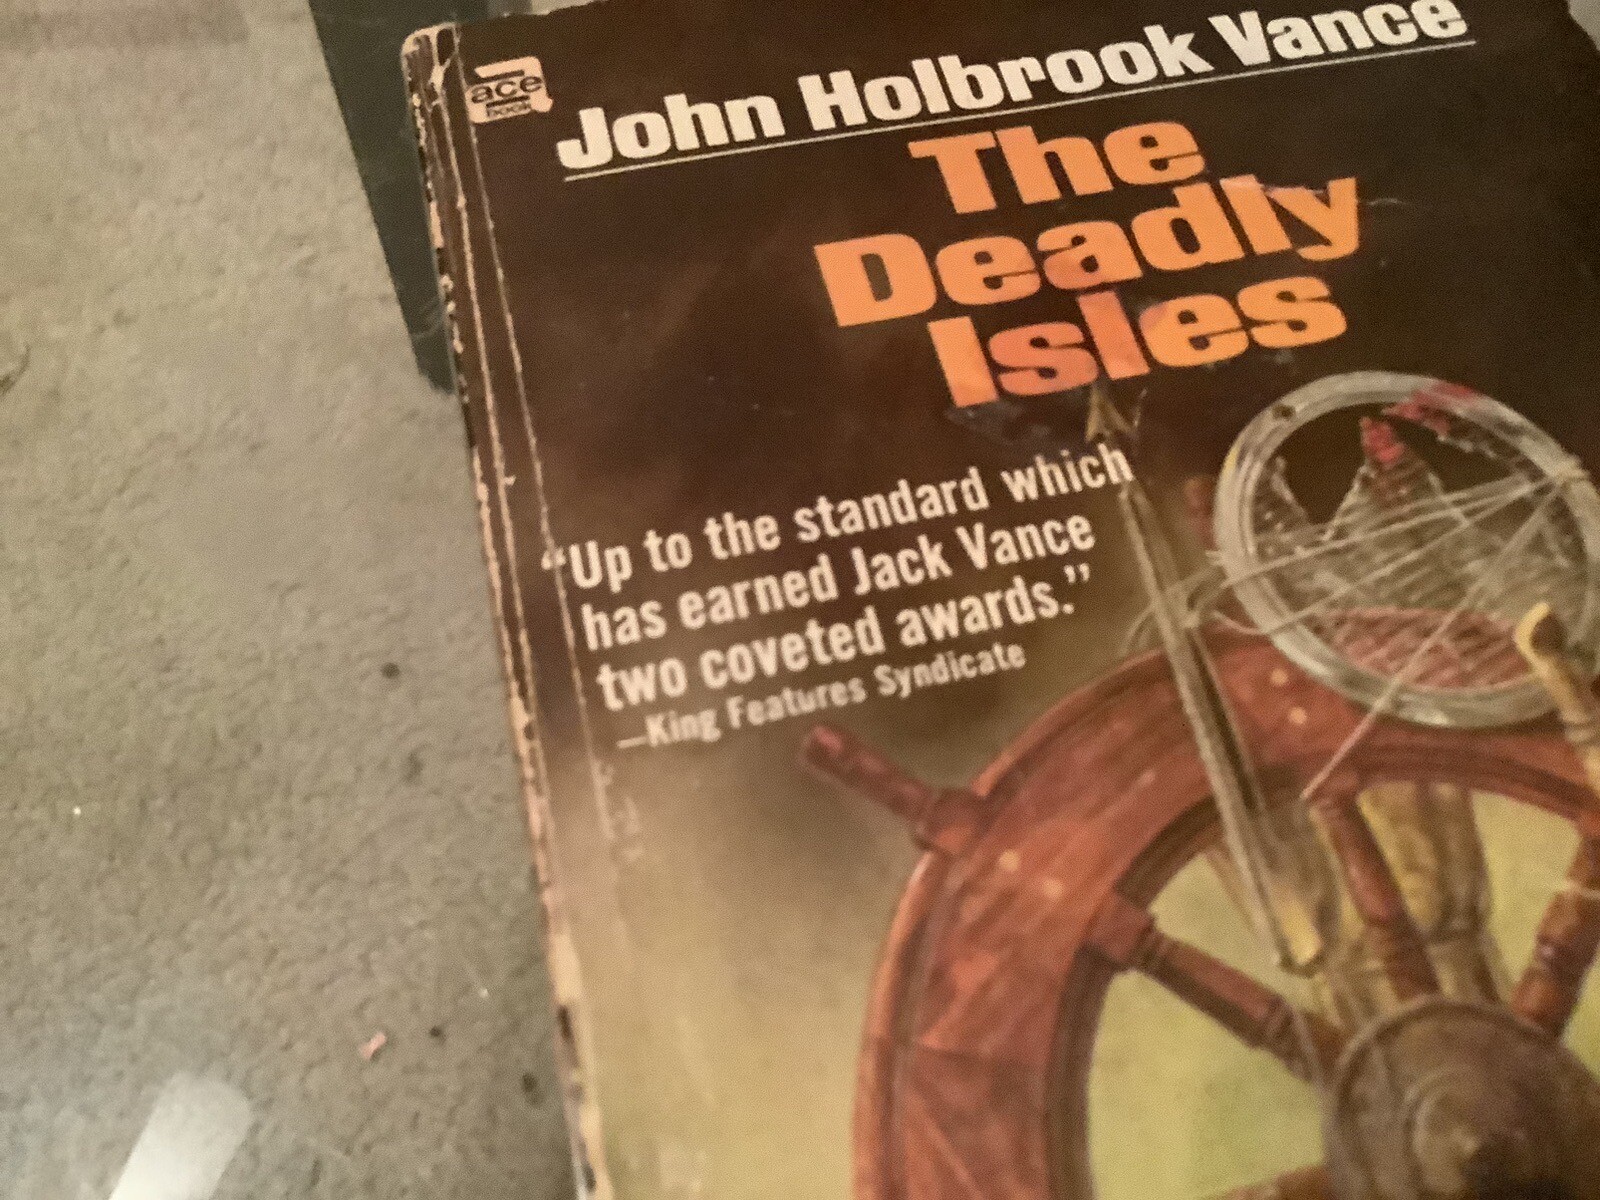 ace
book
John Holbrook Vance
The
Deadly
Isles
“Up to the standard which
has earned Jack Vance
two coveted awards.”
—King Features Syndicate